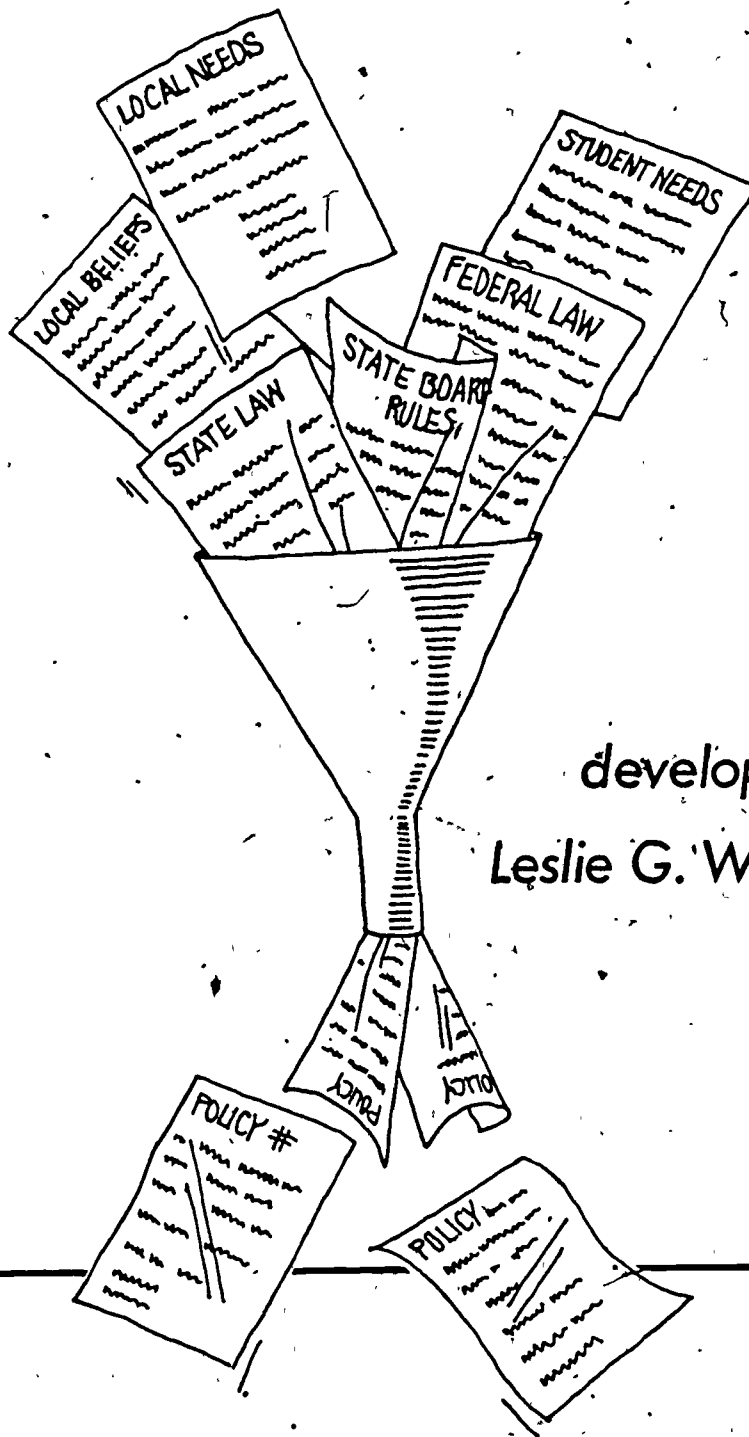 LOCAL NEEDS
STUDENT NEEDS
LOCAL BELIEFS
FEDERAL LAW
STATE BOARD
RULES
STATE LAW
develop
Leslie G. W
POLICY
POLICY
POLICY #
POLICY